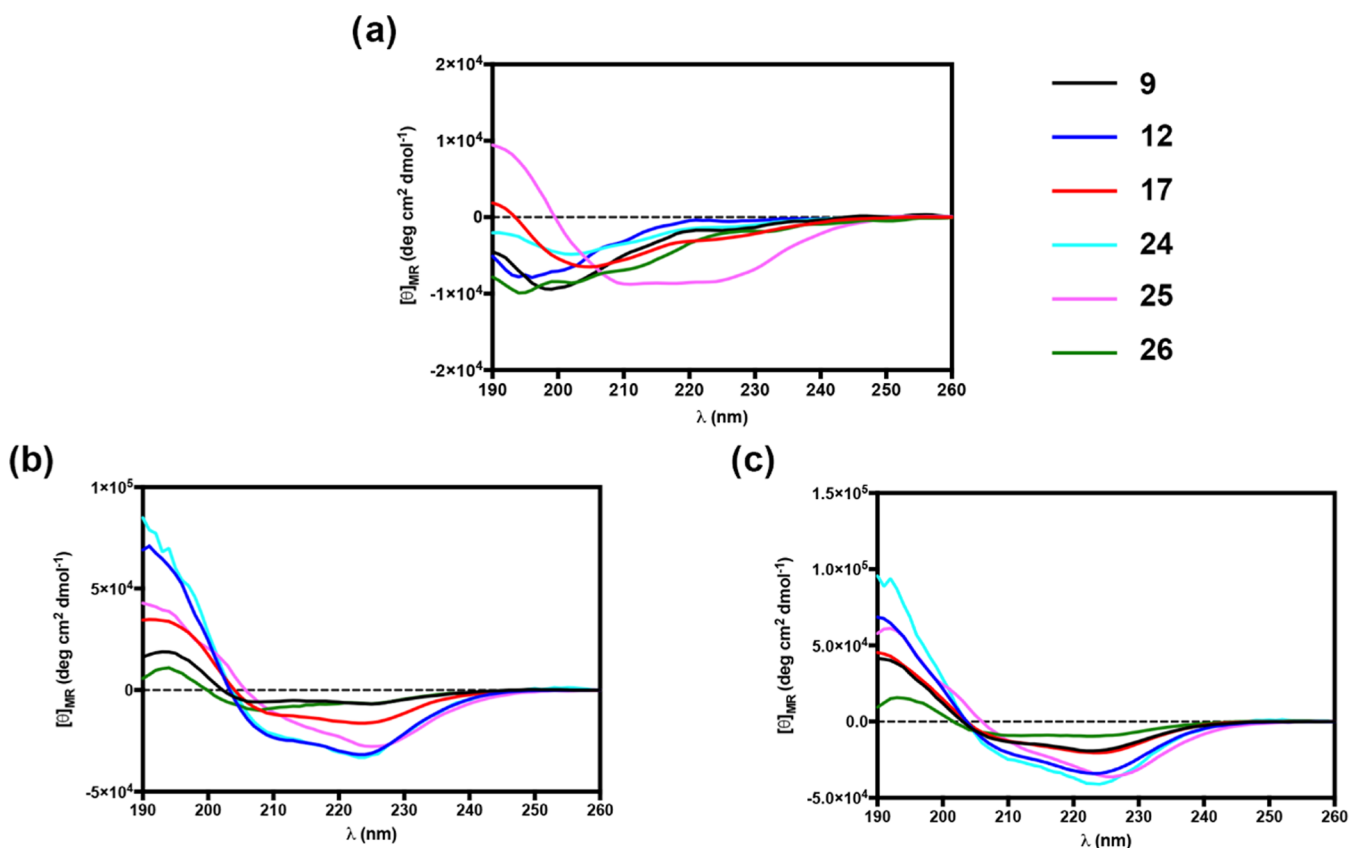 (a)
2×10⁴
1×10⁴
0
-1×10⁴
-2×10⁴
[θ]MR (deg cm² dmol⁻¹)
190 200 210 220 230 240 250 260
λ (nm)
9
12
17
24
25
26
(b)
1×10⁵
5×10⁴
0
-5×10⁴
[θ]MR (deg cm² dmol⁻¹)
190 200 210 220 230 240 250 260
λ (nm)
(c)
1.5×10⁵
1.0×10⁵
5.0×10⁴
0.0
-5.0×10⁴
[θ]MR (deg cm² dmol⁻¹)
190 200 210 220 230 240 250 260
λ (nm)